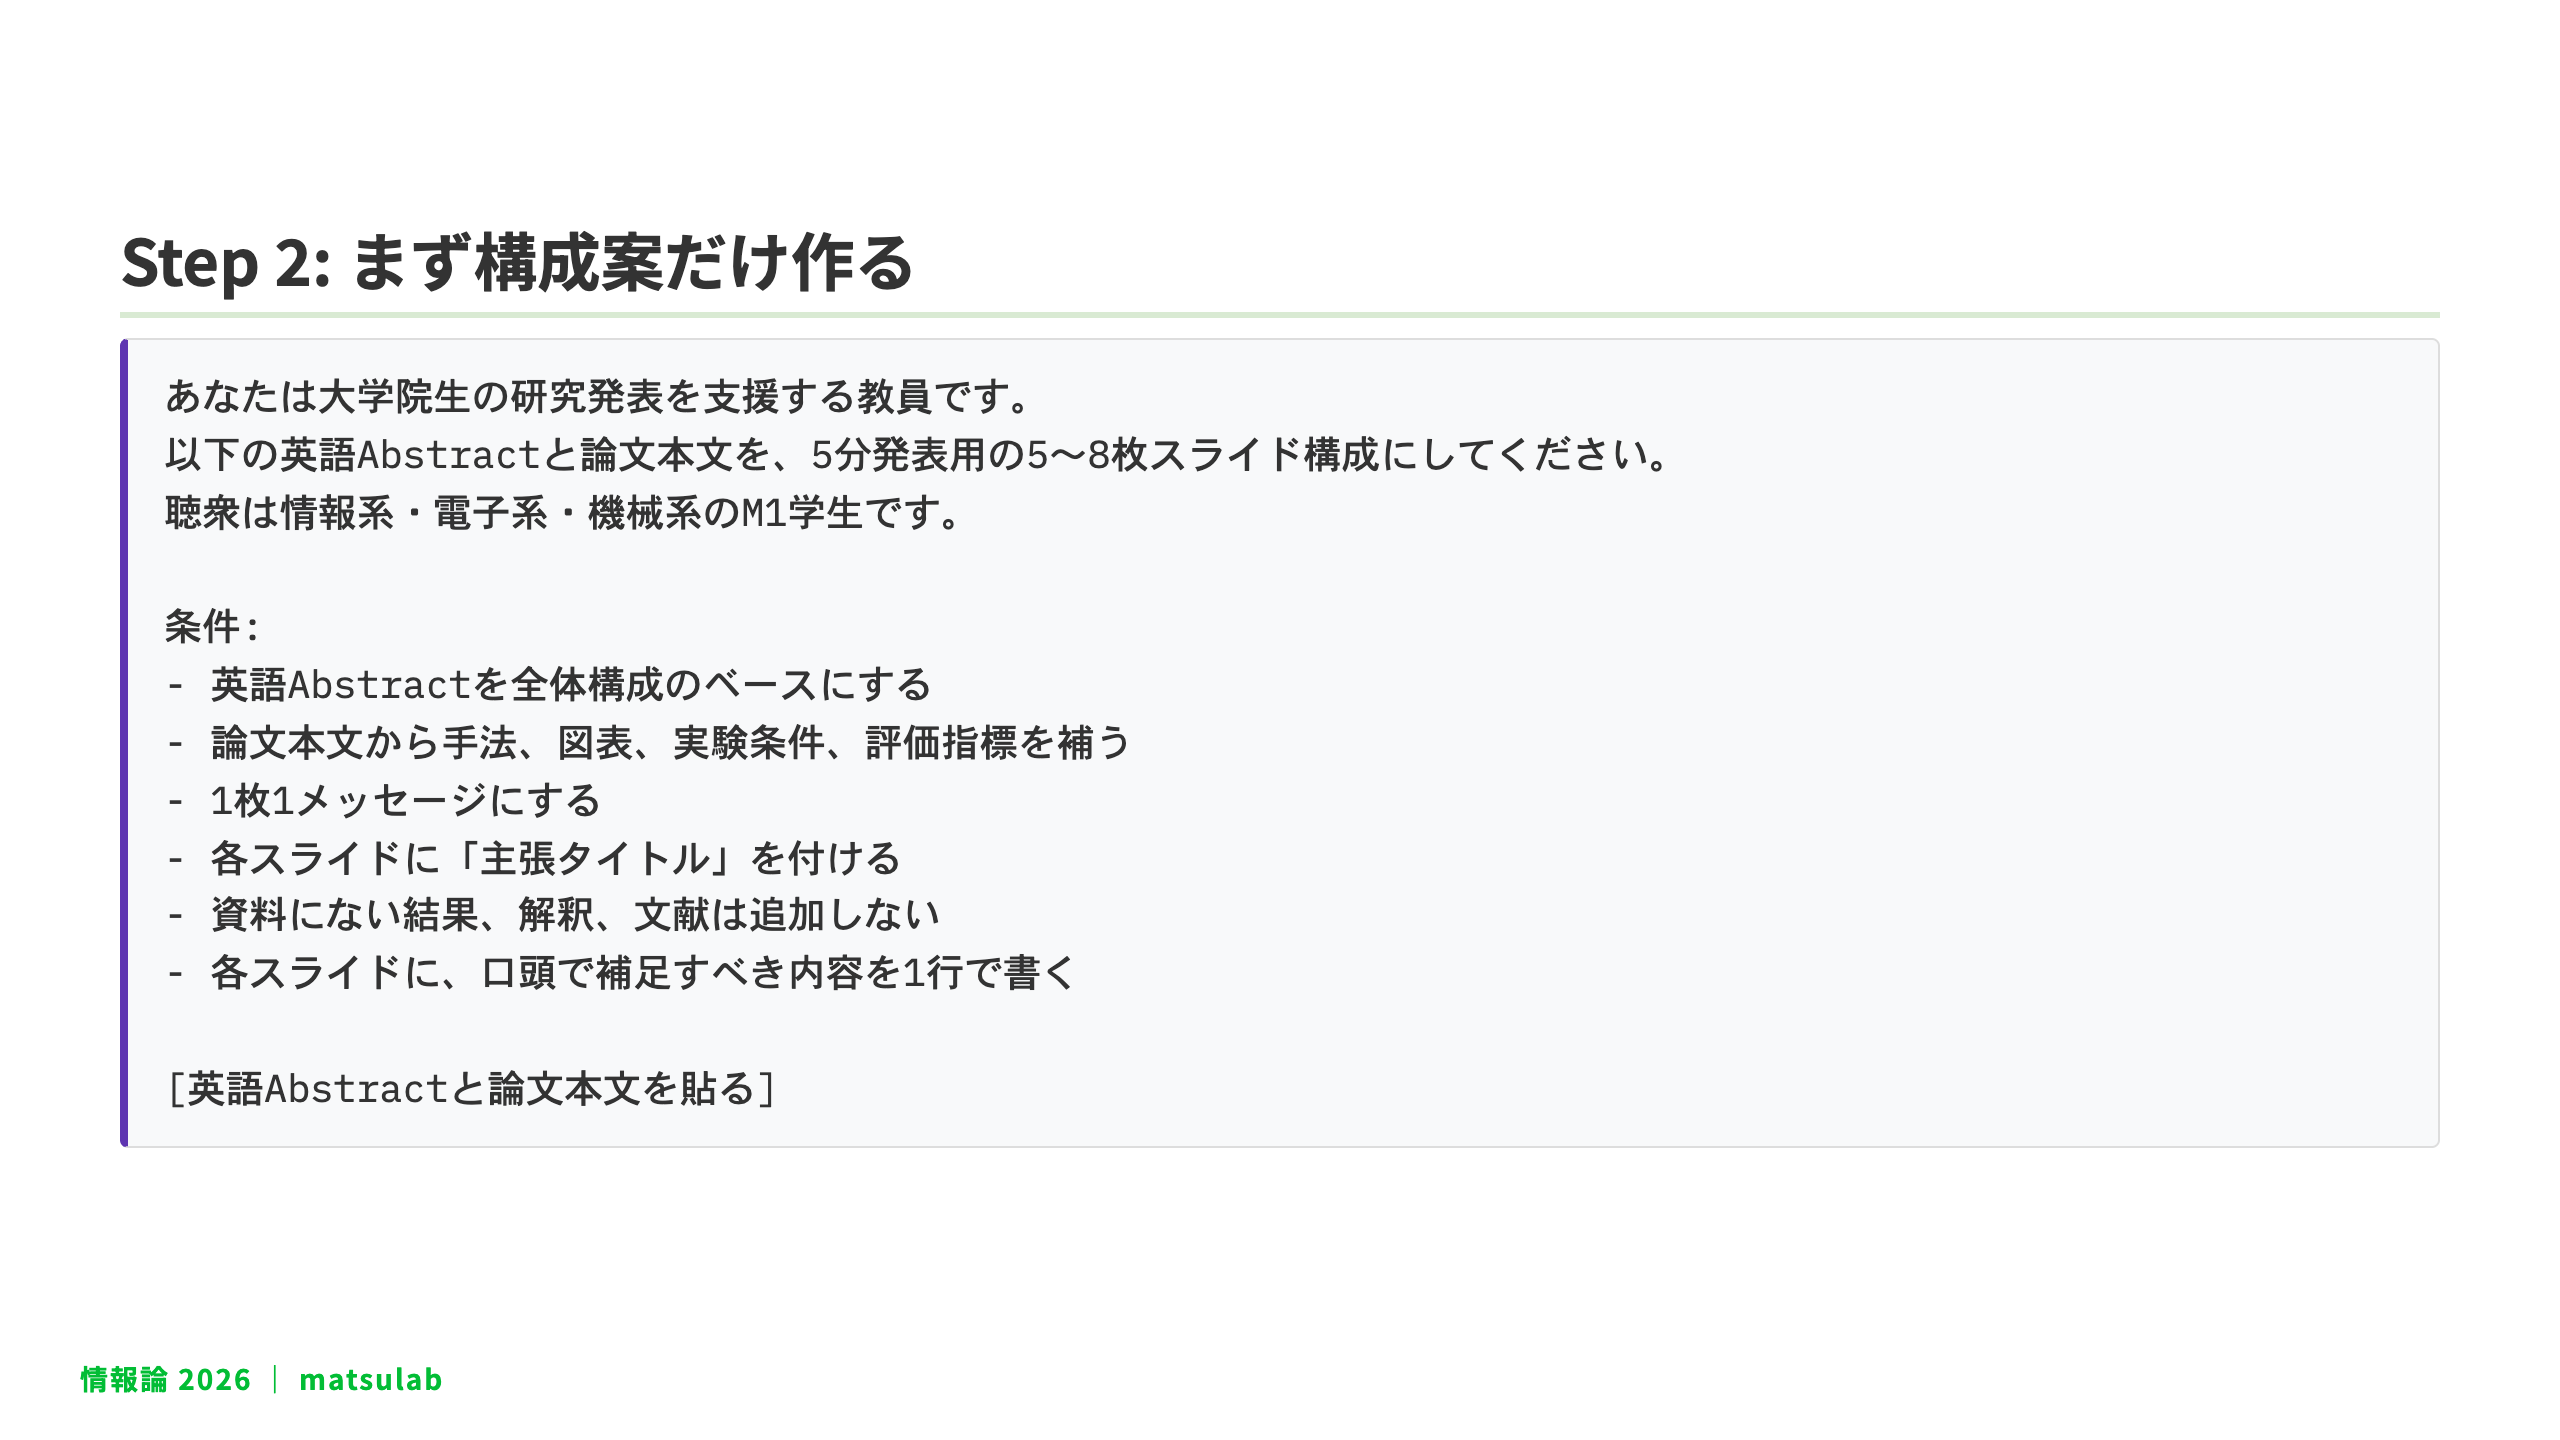 Step 2: まず構成案だけ作る
あなたは大学院生の研究発表を支援する教員です。
以下の英語Abstractと論文本文を、5分発表用の5〜8枚スライド構成にしてください。
聴衆は情報系・電子系・機械系のM1学生です。
条件:
- 英語Abstractを全体構成のベースにする
- 論文本文から手法、図表、実験条件、評価指標を補う
- 1枚1メッセージにする
- 各スライドに「主張タイトル」を付ける
- 資料にない結果、解釈、文献は追加しない
- 各スライドに、口頭で補足すべき内容を1行で書く
[英語Abstractと論文本文を貼る]
情報論 2026 | matsulab